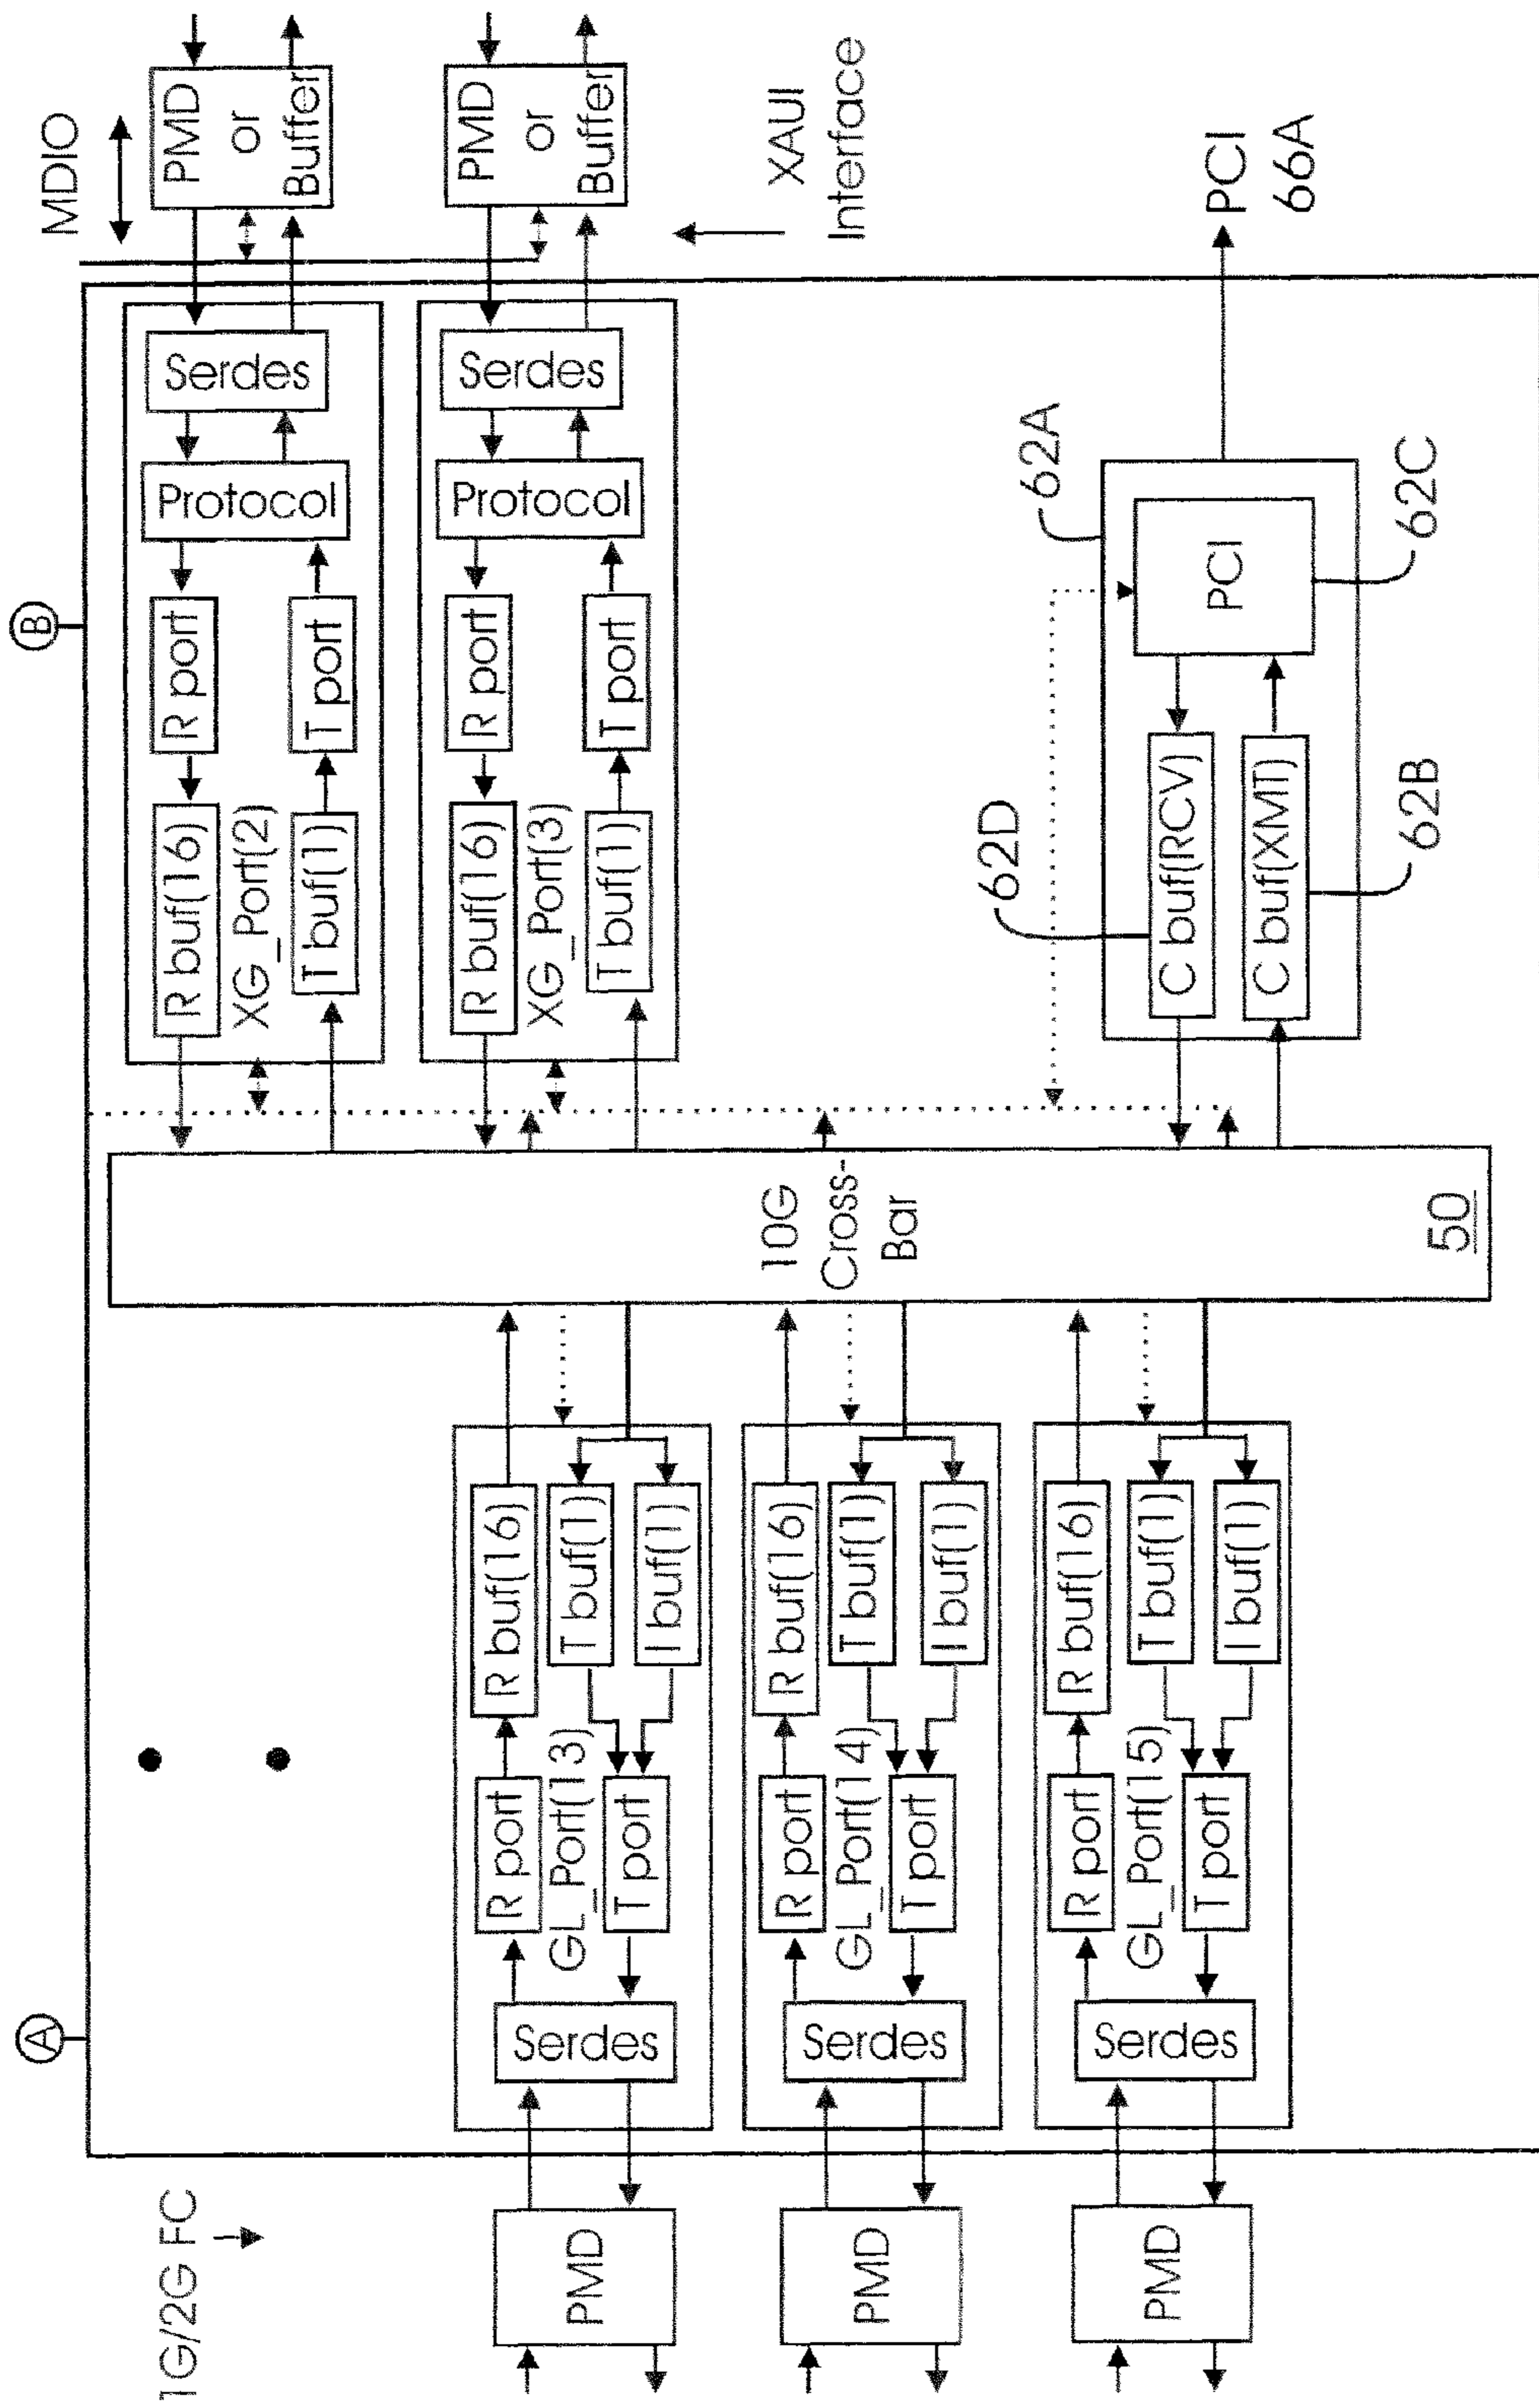 A
B
1G/2G FC
MDIO
PMD
Serdes
R port
GL_Port(13)
T port
R buf(16)
T buf(1)
I buf(1)
PMD
Serdes
R port
GL_Port(14)
T port
R buf(16)
T buf(1)
I buf(1)
PMD
Serdes
R port
GL_Port(15)
T port
R buf(16)
T buf(1)
I buf(1)
10G
Cross-
Bar
50
R buf(16)
XG_Port(2)
T buf(1)
R port
T port
Protocol
Serdes
PMD
or
Buffer
R buf(16)
XG_Port(3)
T buf(1)
R port
T port
Protocol
Serdes
PMD
or
Buffer
XAUI
Interface
62D
62A
C buf(RCV)
C buf(XMT)
PCI
62B
62C
PCI
66A